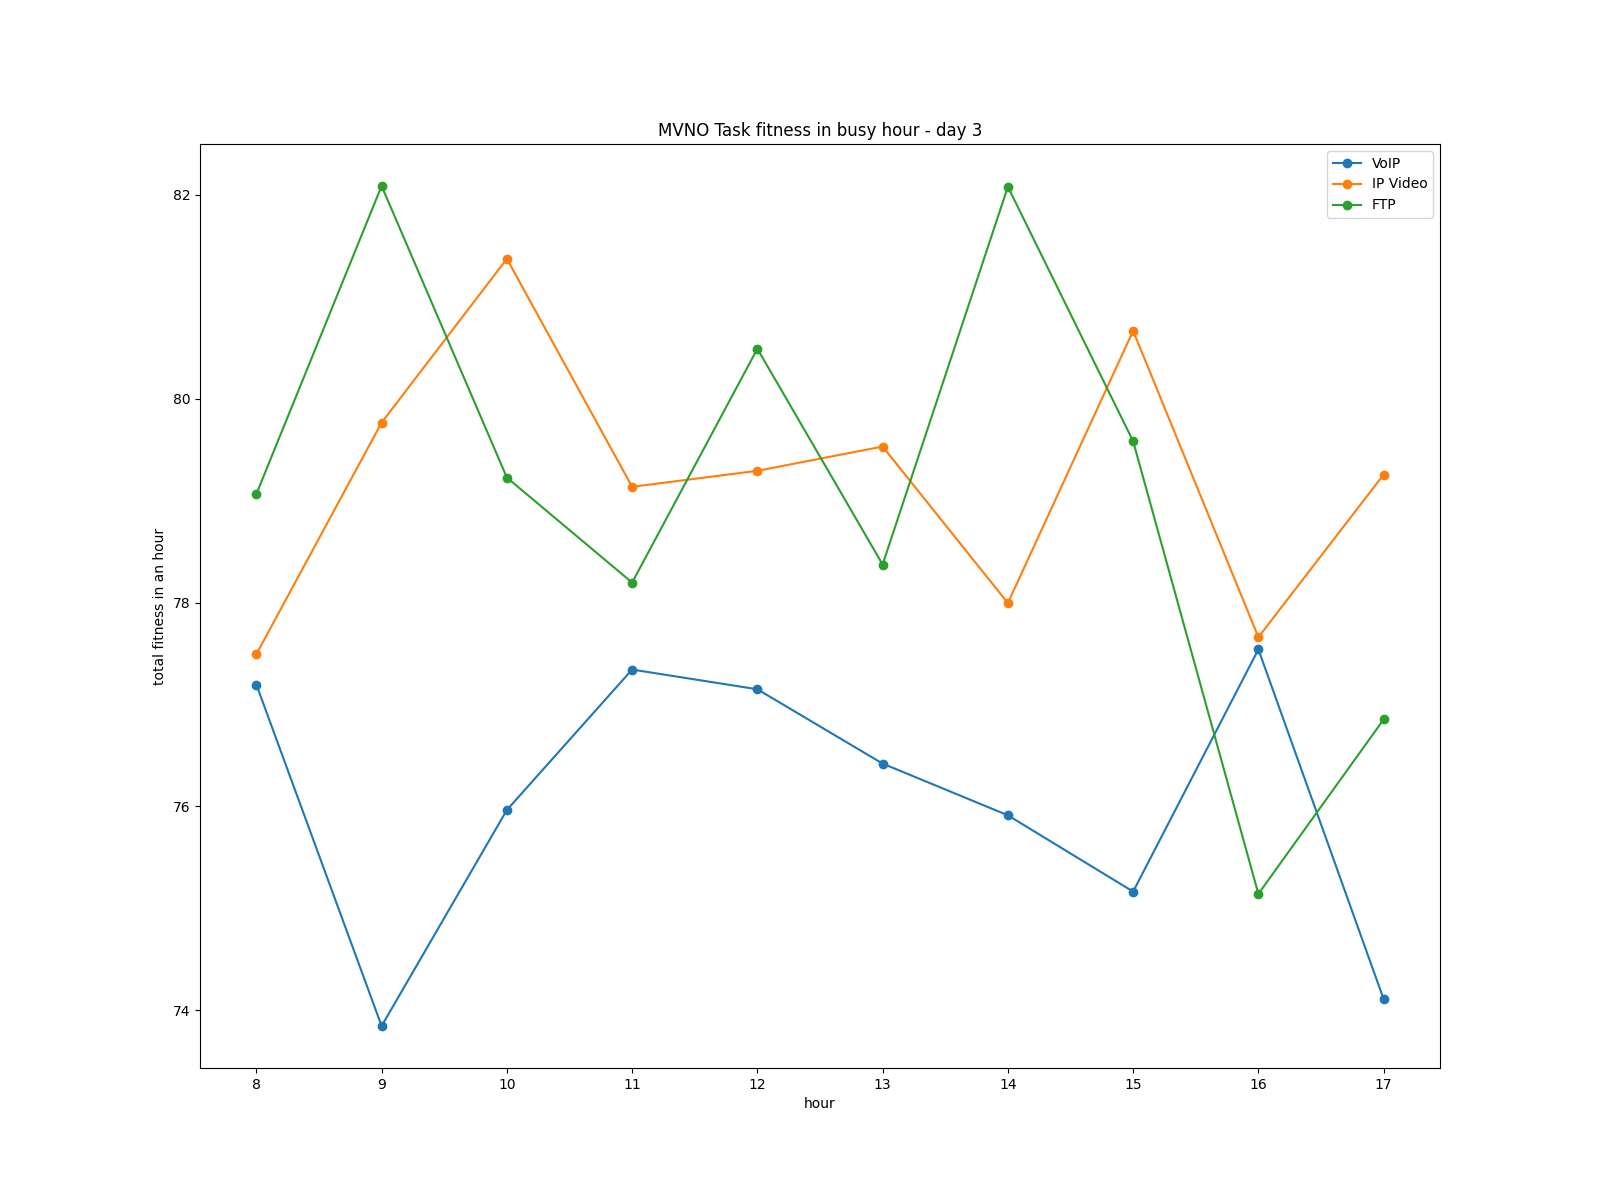 MVNO Task fitness in busy hour - day 3
VoIP
IP Video
FTP
82
80
78
76
74
total fitness in an hour
8 9 10 11 12 13 14 15 16 17
hour